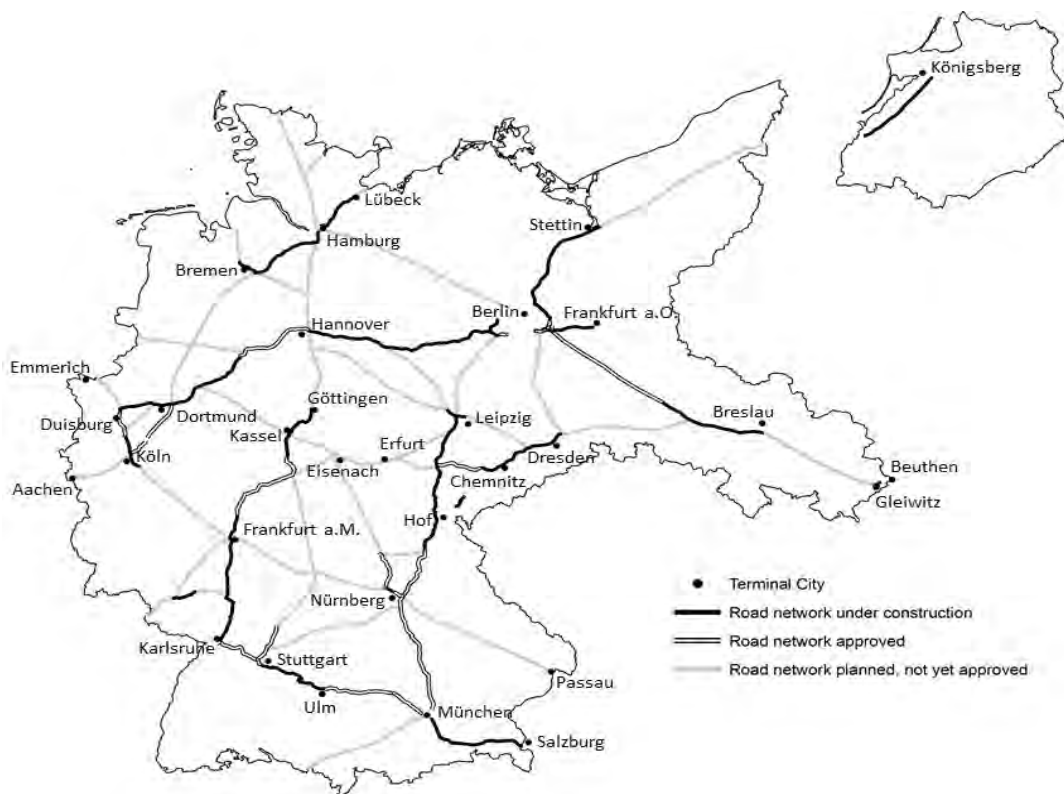 Königsberg
Lübeck
Stettin
Hamburg
Bremen
Berlin
Frankfurt a.O.
Hannover
Emmerich
Göttingen
Breslau
Duisburg
Dortmund
Leipzig
Kassel
Erfurt
Dresden
Köln
Eisenach
Chemnitz
Beuthen
Aachen
Gleiwitz
Hof
Frankfurt a.M.
Terminal City
Nürnberg
Road network under construction
Karlsruhe
Road network approved
Stuttgart
Road network planned, not yet approved
Passau
Ulm
München
Salzburg